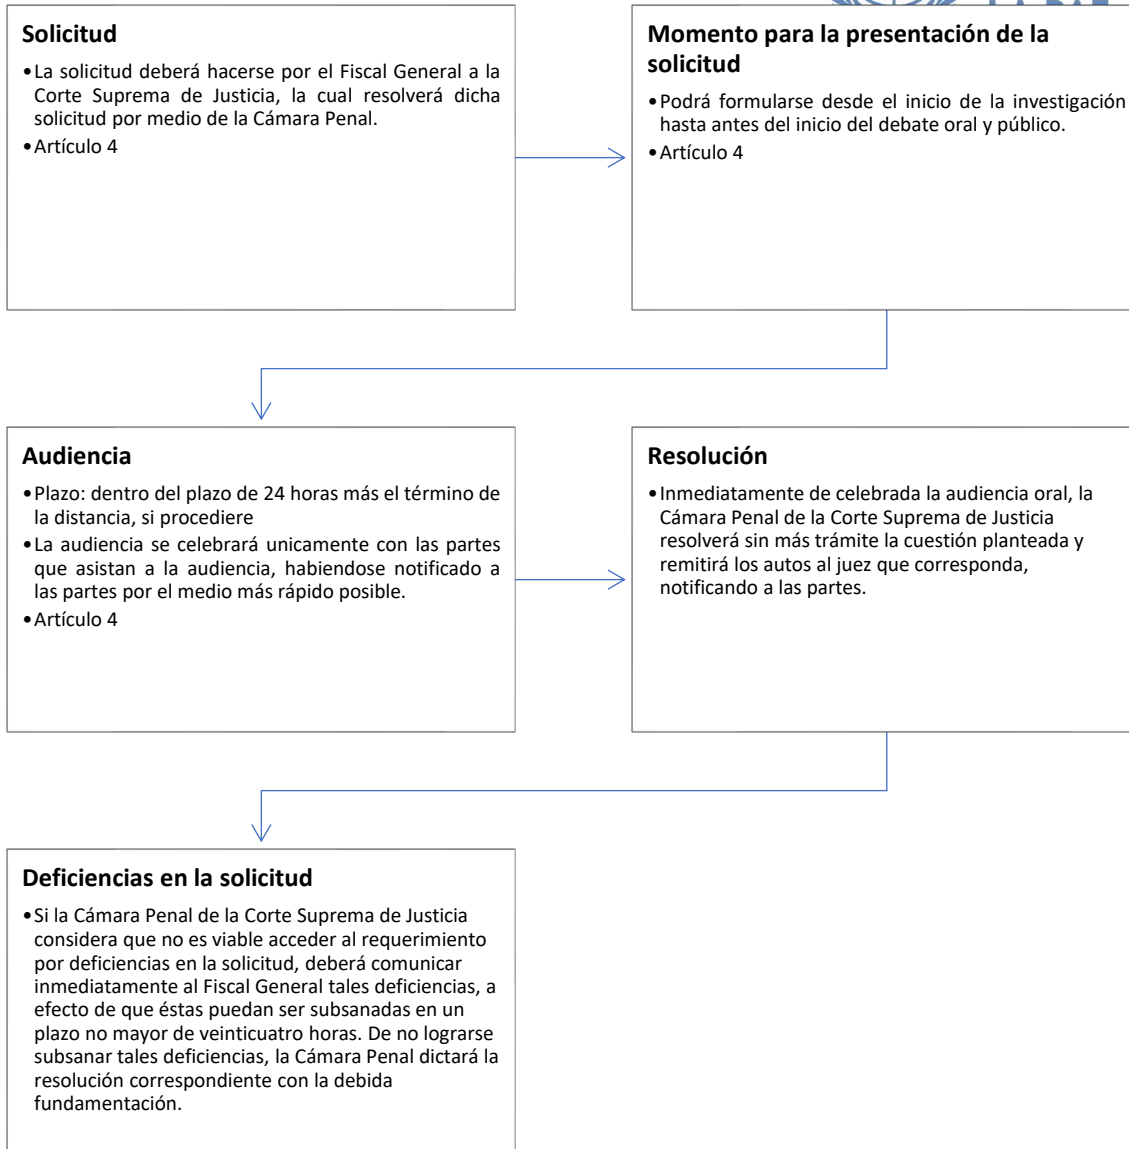 Solicitud
•La solicitud deberá hacerse por el Fiscal General a la
Corte Suprema de Justicia, la cual resolverá dicha
solicitud por medio de la Cámara Penal.
•Artículo 4
Momento para la presentación de la
solicitud
•Podrá formularse desde el inicio de la investigación
hasta antes del inicio del debate oral y público.
•Artículo 4
Audiencia
•Plazo: dentro del plazo de 24 horas más el término de
la distancia, si procediere
•La audiencia se celebrará unicamente con las partes
que asistan a la audiencia, habiendose notificado a
las partes por el medio más rápido posible.
•Artículo 4
Resolución
•Inmediatamente de celebrada la audiencia oral, la
Cámara Penal de la Corte Suprema de Justicia
resolverá sin más trámite la cuestión planteada y
remitirá los autos al juez que corresponda,
notificando a las partes.
Deficiencias en la solicitud
•Si la Cámara Penal de la Corte Suprema de Justicia
considera que no es viable acceder al requerimiento
por deficiencias en la solicitud, deberá comunicar
inmediatamente al Fiscal General tales deficiencias, a
efecto de que éstas puedan ser subsanadas en un
plazo no mayor de veinticuatro horas. De no lograrse
subsanar tales deficiencias, la Cámara Penal dictará la
resolución correspondiente con la debida
fundamentación.